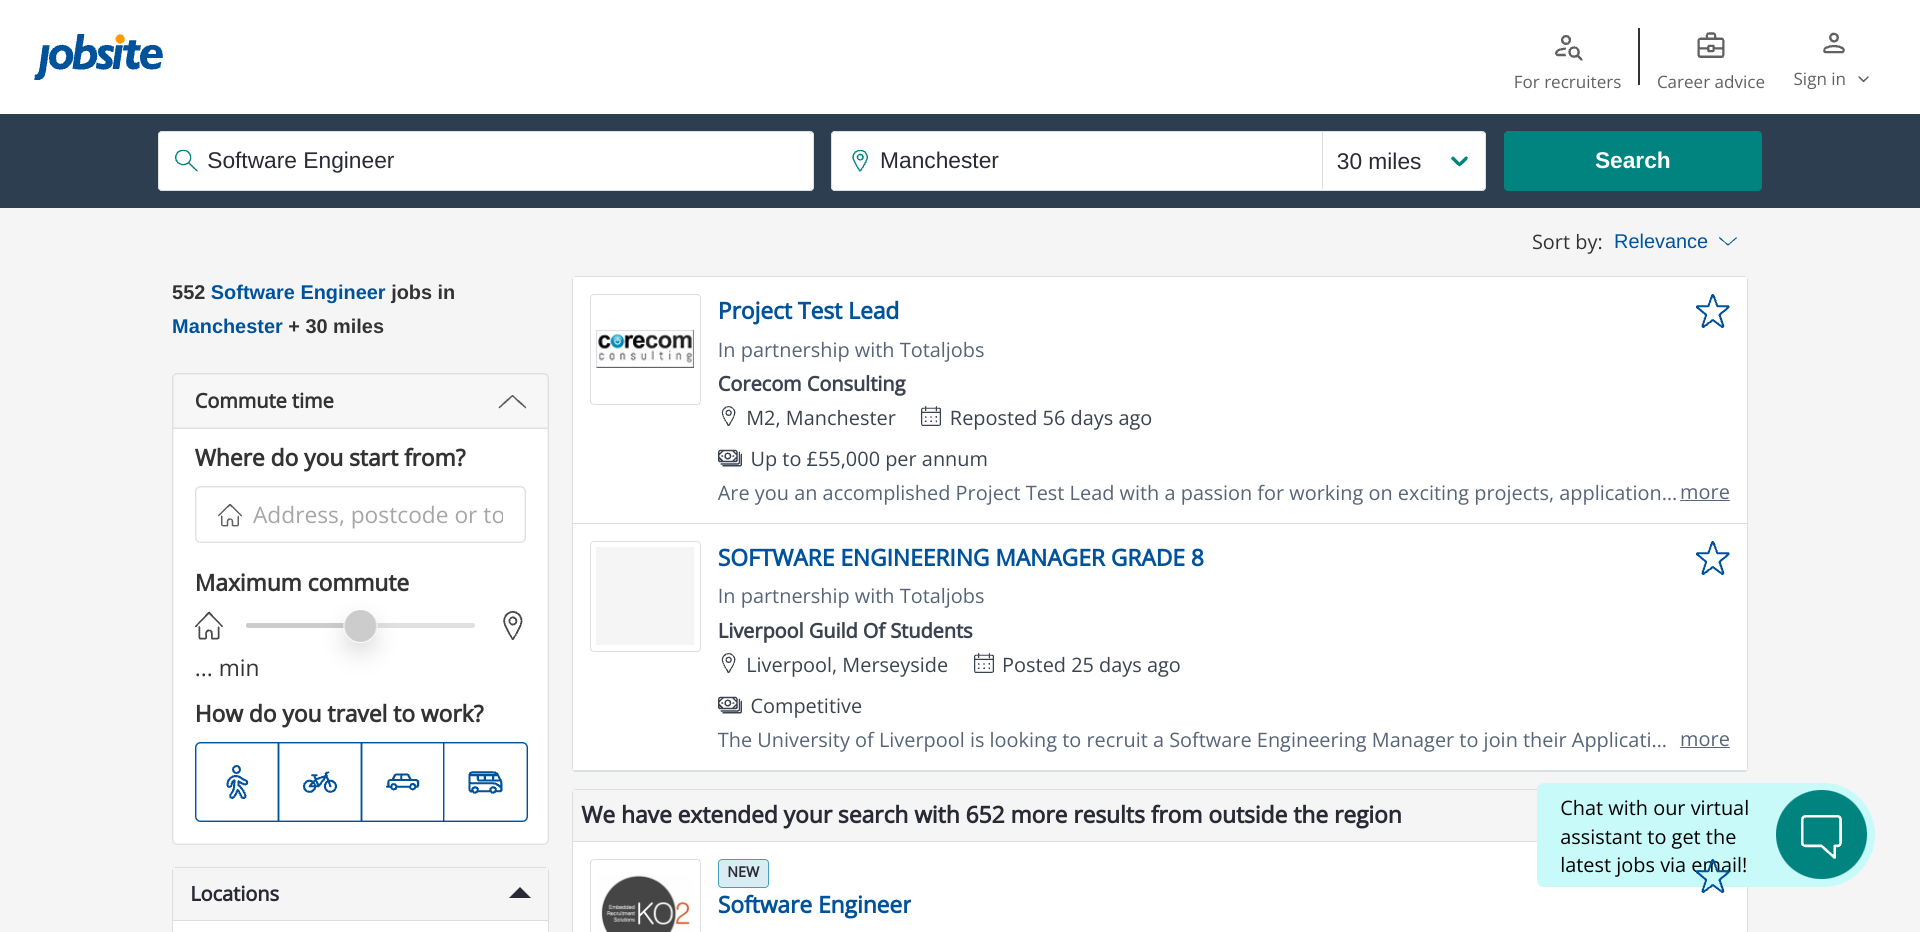 jobsite
For recruiters
Career advice
Sign in
Software Engineer
Manchester
30 miles
Search
Sort by: Relevance
552 Software Engineer jobs in
Manchester + 30 miles
Commute time
Where do you start from?
Address, postcode or to
Maximum commute
... min
How do you travel to work?
Locations
corecom
consulting
Project Test Lead
In partnership with Totaljobs
Corecom Consulting
M2, Manchester Reposted 56 days ago
Up to £55,000 per annum
Are you an accomplished Project Test Lead with a passion for working on exciting projects, application... more
SOFTWARE ENGINEERING MANAGER GRADE 8
In partnership with Totaljobs
Liverpool Guild Of Students
Liverpool, Merseyside Posted 25 days ago
Competitive
The University of Liverpool is looking to recruit a Software Engineering Manager to join their Applicati... more
We have extended your search with 652 more results from outside the region
Embedded
Recruitment
Solutions
KO2
NEW
Software Engineer
Chat with our virtual
assistant to get the
latest jobs via email!